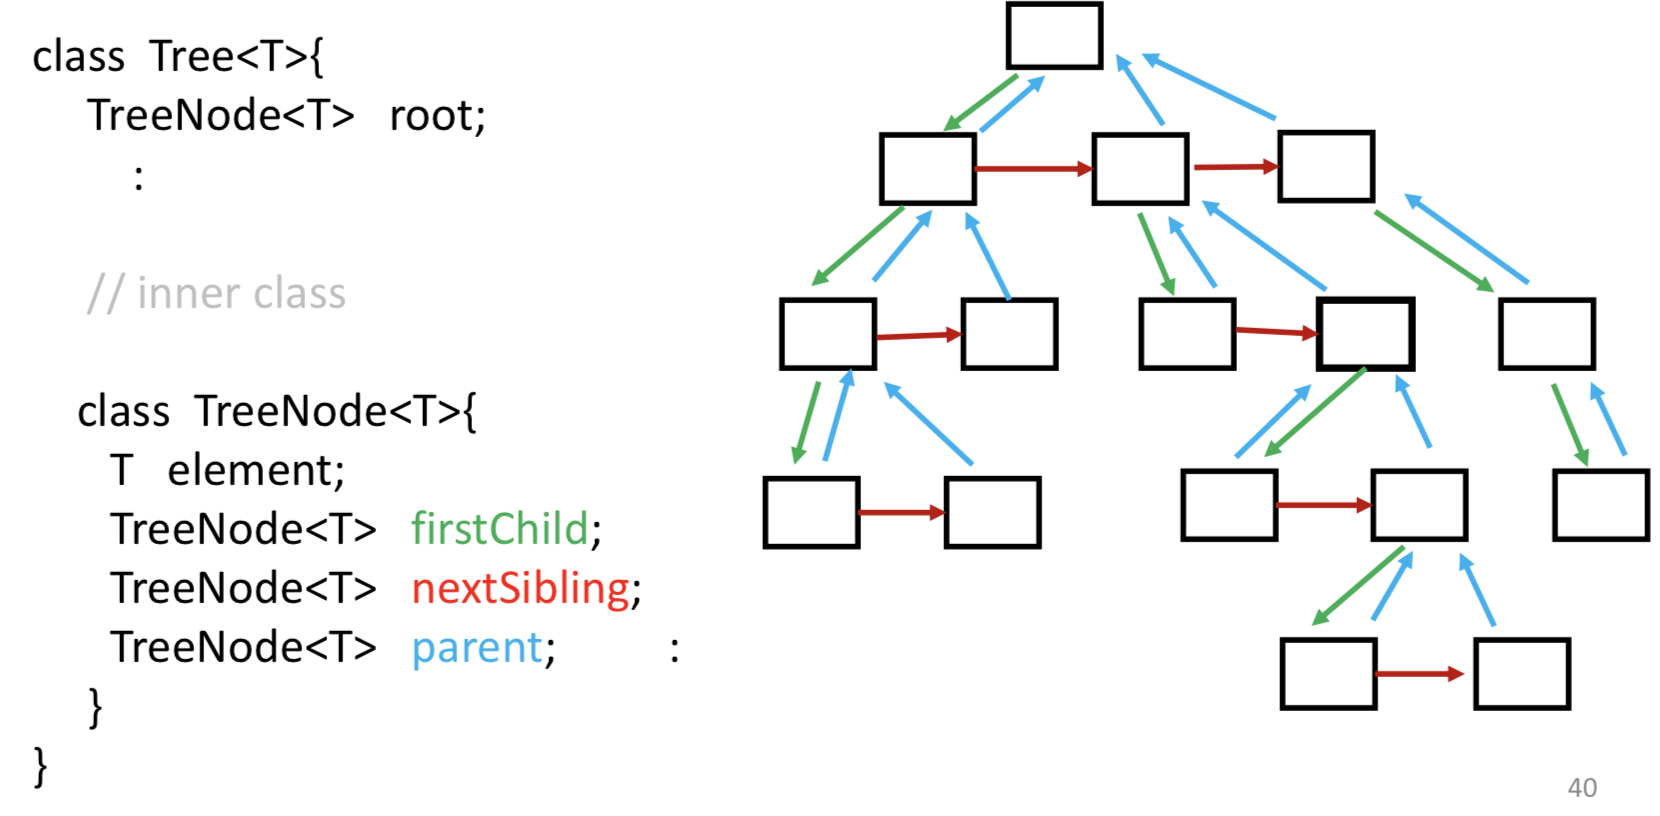 class Tree<T>{
TreeNode<T> root;
:
// inner class
class TreeNode<T>{
T element;
TreeNode<T> firstChild;
TreeNode<T> nextSibling;
TreeNode<T> parent; :
}
}
40